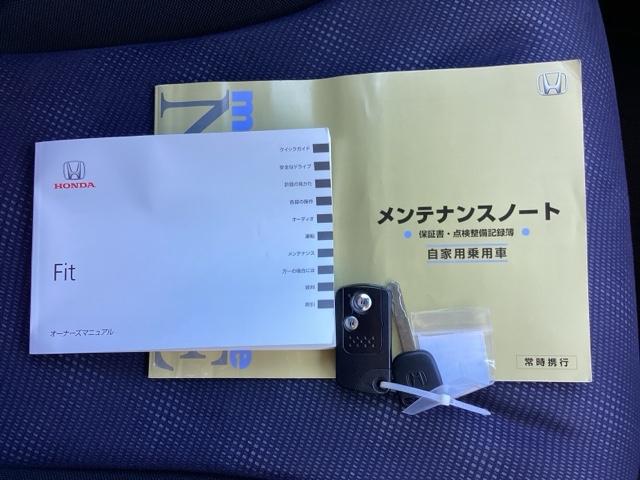 HONDA
Fit
オーナーズマニュアル
クイックガイド
安全なドライブ
計器の見かた
各部の操作
オーディオ
運転
メンテナンス
万一の場合には
資料
索引
メンテナンスノート
保証書・点検整備記録簿
自家用乗用車
常時携行